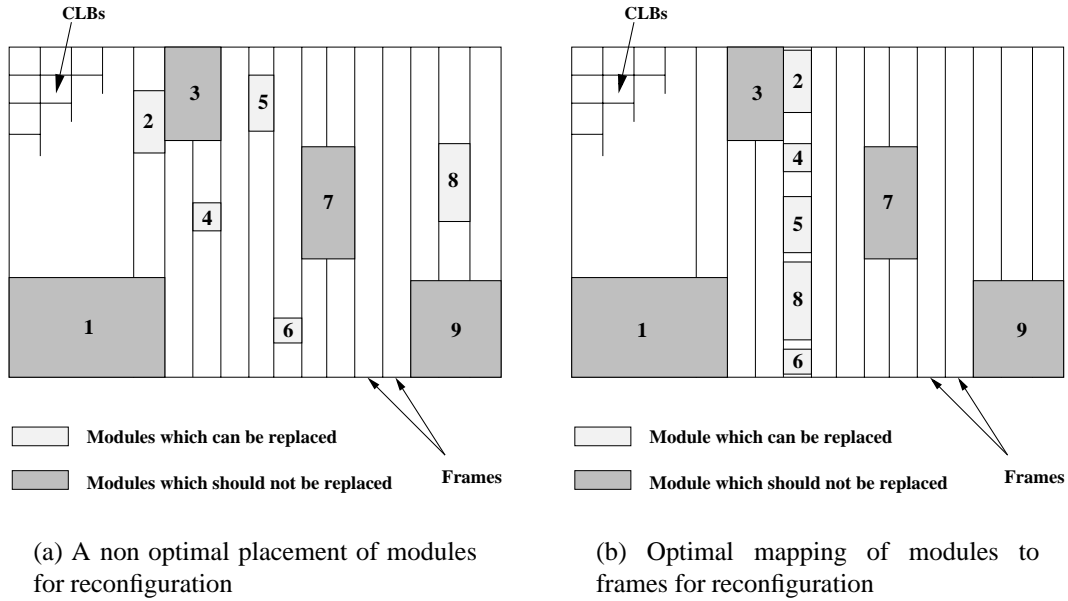 CLBs
3
2
5
4
7
8
1
6
9
Modules which can be replaced
Modules which should not be replaced
Frames
(a) A non optimal placement of modules
for reconfiguration
CLBs
3
2
4
7
5
8
1
9
6
Module which can be replaced
Module which should not be replaced
Frames
(b) Optimal mapping of modules to
frames for reconfiguration